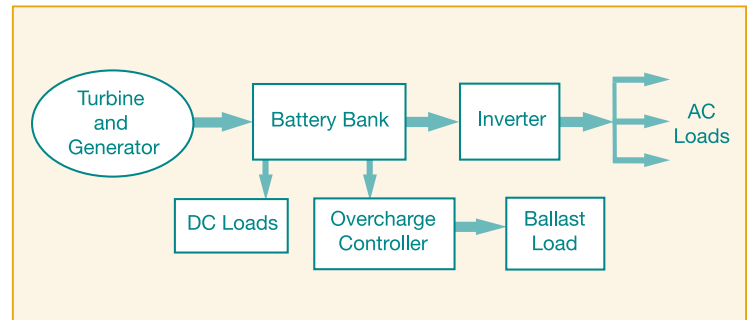 Turbine
and
Generator
Battery Bank
Inverter
AC
Loads
DC Loads
Overcharge
Controller
Ballast
Load